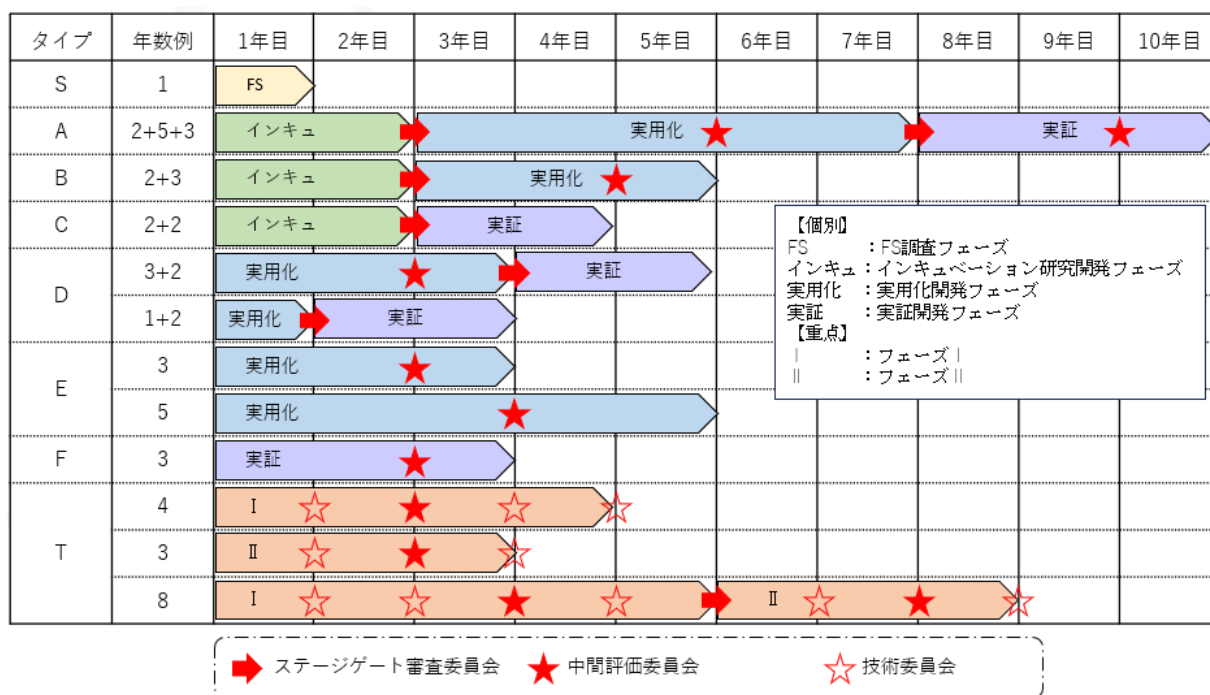 タイプ 年数例 1年目 2年目 3年目 4年目 5年目 6年目 7年目 8年目 9年目 10年目
S 1 FS
A 2+5+3 インキュ 実用化 実証
B 2+3 インキュ 実用化
C 2+2 インキュ 実証
D 3+2 実用化 実証
1+2 実用化 実証
E 3 実用化
5 実用化
F 3 実証
T 4 Ⅰ
3 Ⅱ
8 Ⅰ Ⅱ
【個別】
FS :FS調査フェーズ
インキュ:インキュベーション研究開発フェーズ
実用化 :実用化開発フェーズ
実証 :実証開発フェーズ
【重点】
Ⅰ :フェーズⅠ
Ⅱ :フェーズⅡ
ステージゲート審査委員会 中間評価委員会 技術委員会